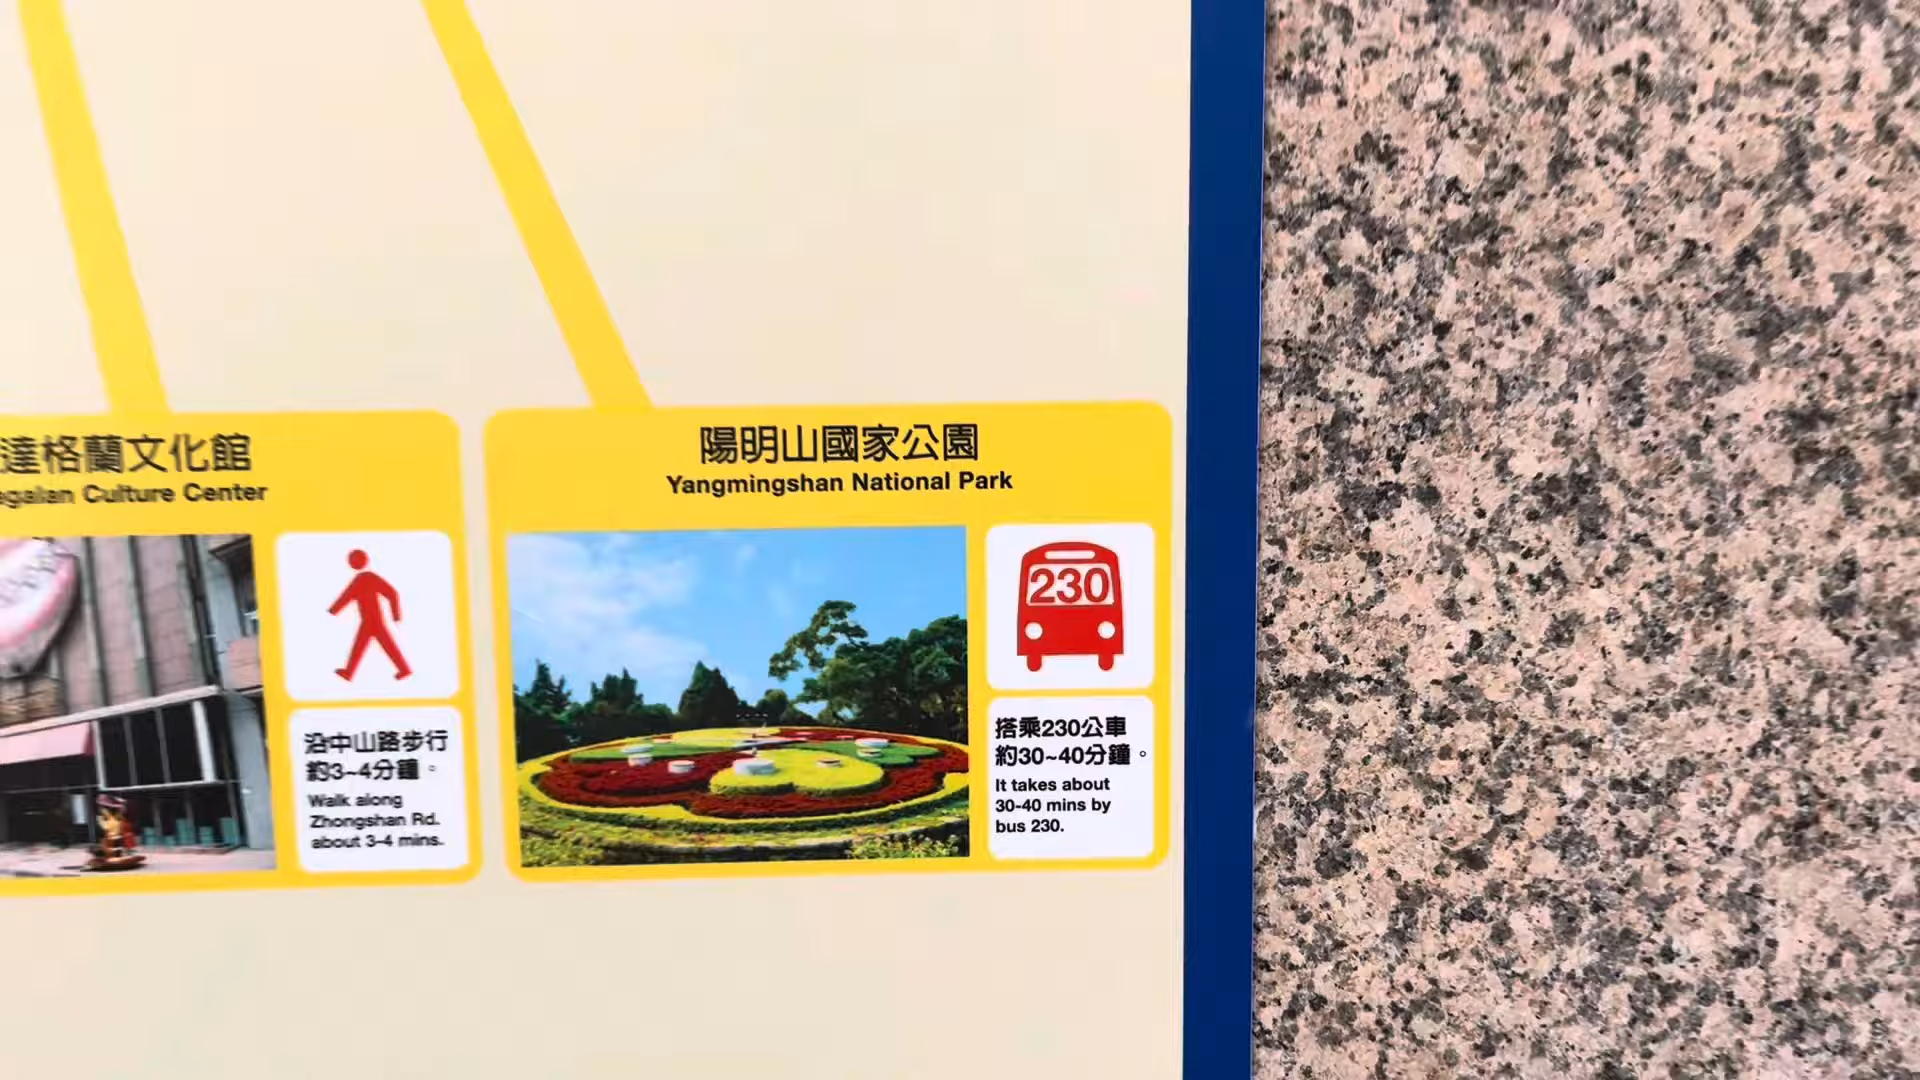 達格蘭文化館
egalan Culture Center
沿中山路步行
約3~4分鐘。
Walk along
Zhongshan Rd.
about 3-4 mins.
陽明山國家公園
Yangmingshan National Park
230
搭乘230公車
約30~40分鐘。
It takes about
30-40 mins by
bus 230.